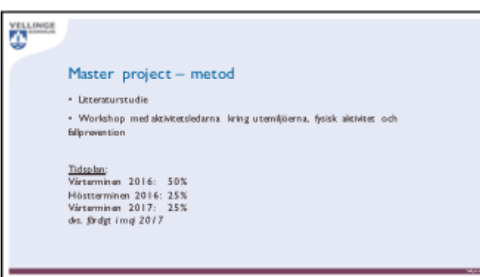 VELLINGE
KOMMUN
Master project – metod
• Litteraturstudie
• Workshop med aktivitetsledarna kring utemiljöerna, fysisk aktivitet och
fallprevention
Tidsplan:
Vårterminen 2016: 50%
Höstterminen 2016: 25%
Vårterminen 2017: 25%
dvs. färdigt i maj 2017